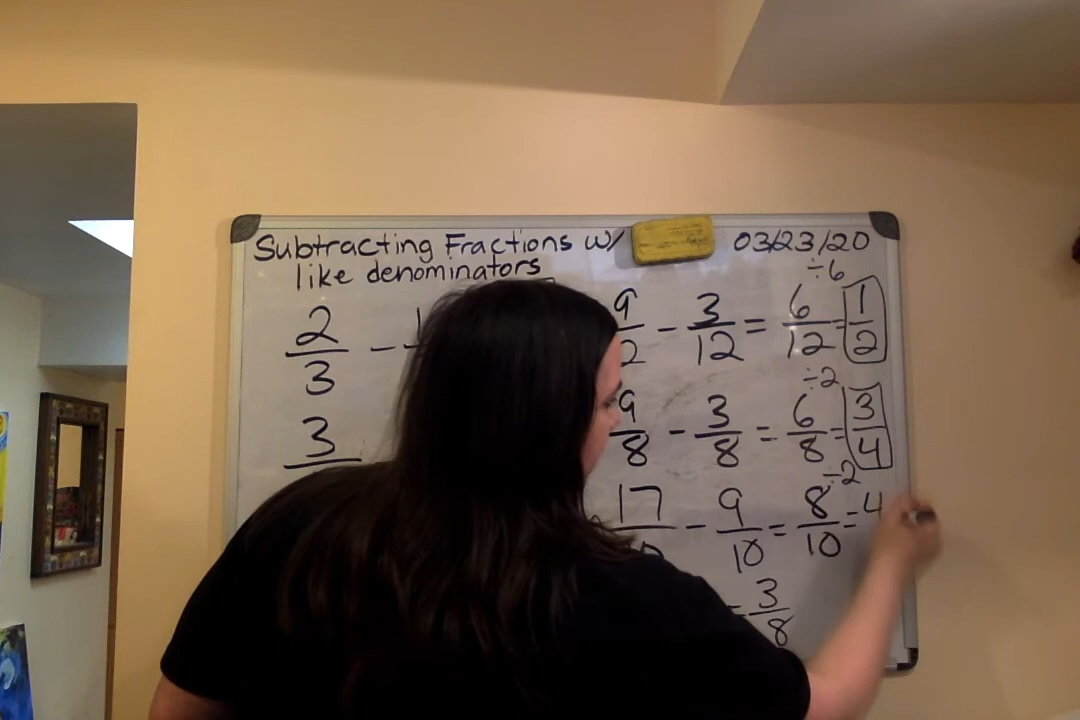 Subtracting Fractions w/ 03/23/20
like denominators
÷6
2/3 - 1
9/12 - 3/12 = 6/12 = 1/2
÷2
3
9/8 - 3/8 = 6/8 = 3/4
÷2
17 - 9/10 = 8/10 = 4
- 3/8